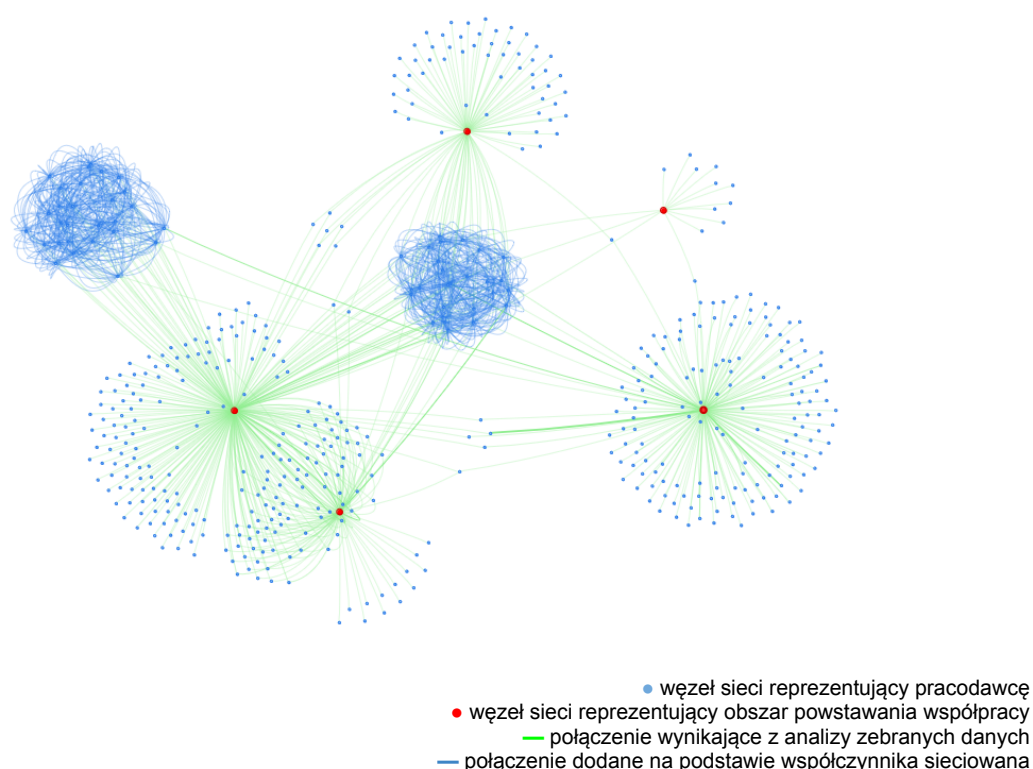 węzeł sieci reprezentujący pracodawcę
węzeł sieci reprezentujący obszar powstawania współpracy
połączenie wynikające z analizy zebranych danych
połączenie dodane na podstawie współczynnika sieciowana